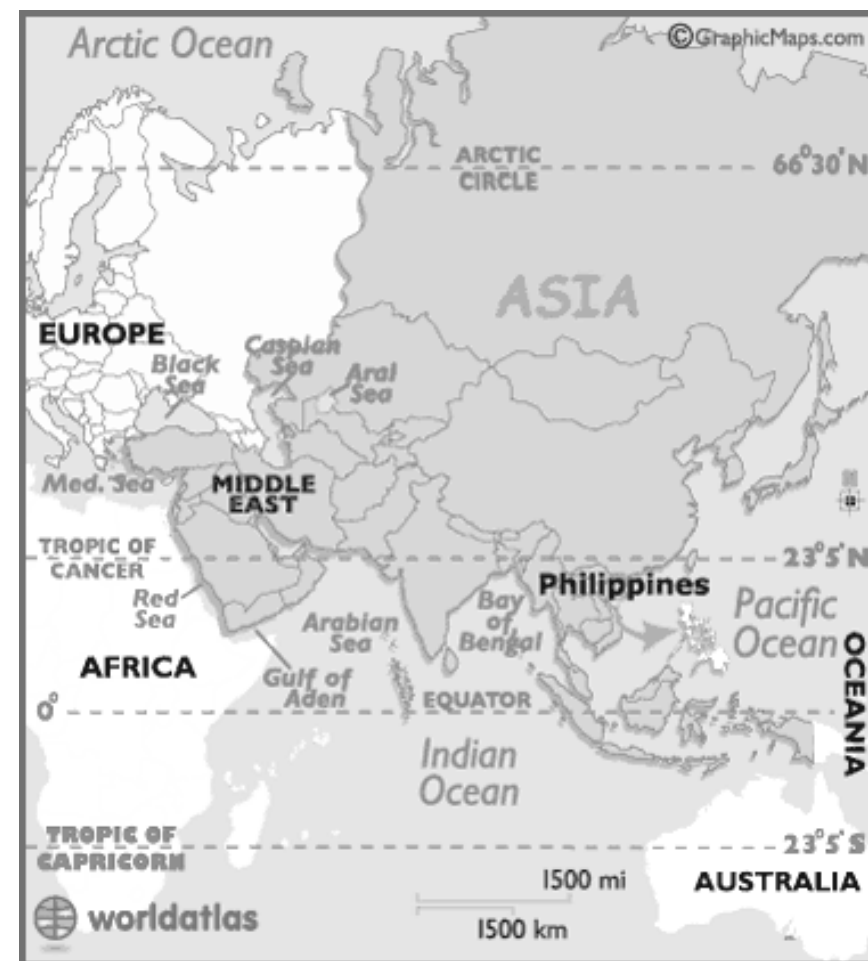 Arctic Ocean
©GraphicMaps.com
ARCTIC
CIRCLE
66°30'N
ASIA
EUROPE
Black
Sea
Caspian
Sea
Aral
Sea
Med. Sea
MIDDLE
EAST
N
TROPIC OF
CANCER
23°5'N
Red
Sea
Arabian
Sea
Bay
of
Bengal
Philippines
Pacific
Ocean
AFRICA
Gulf of
Aden
0°
EQUATOR
OCEANIA
Indian
Ocean
TROPIC OF
CAPRICORN
23°5'S
1500 mi
1500 km
AUSTRALIA
worldatlas